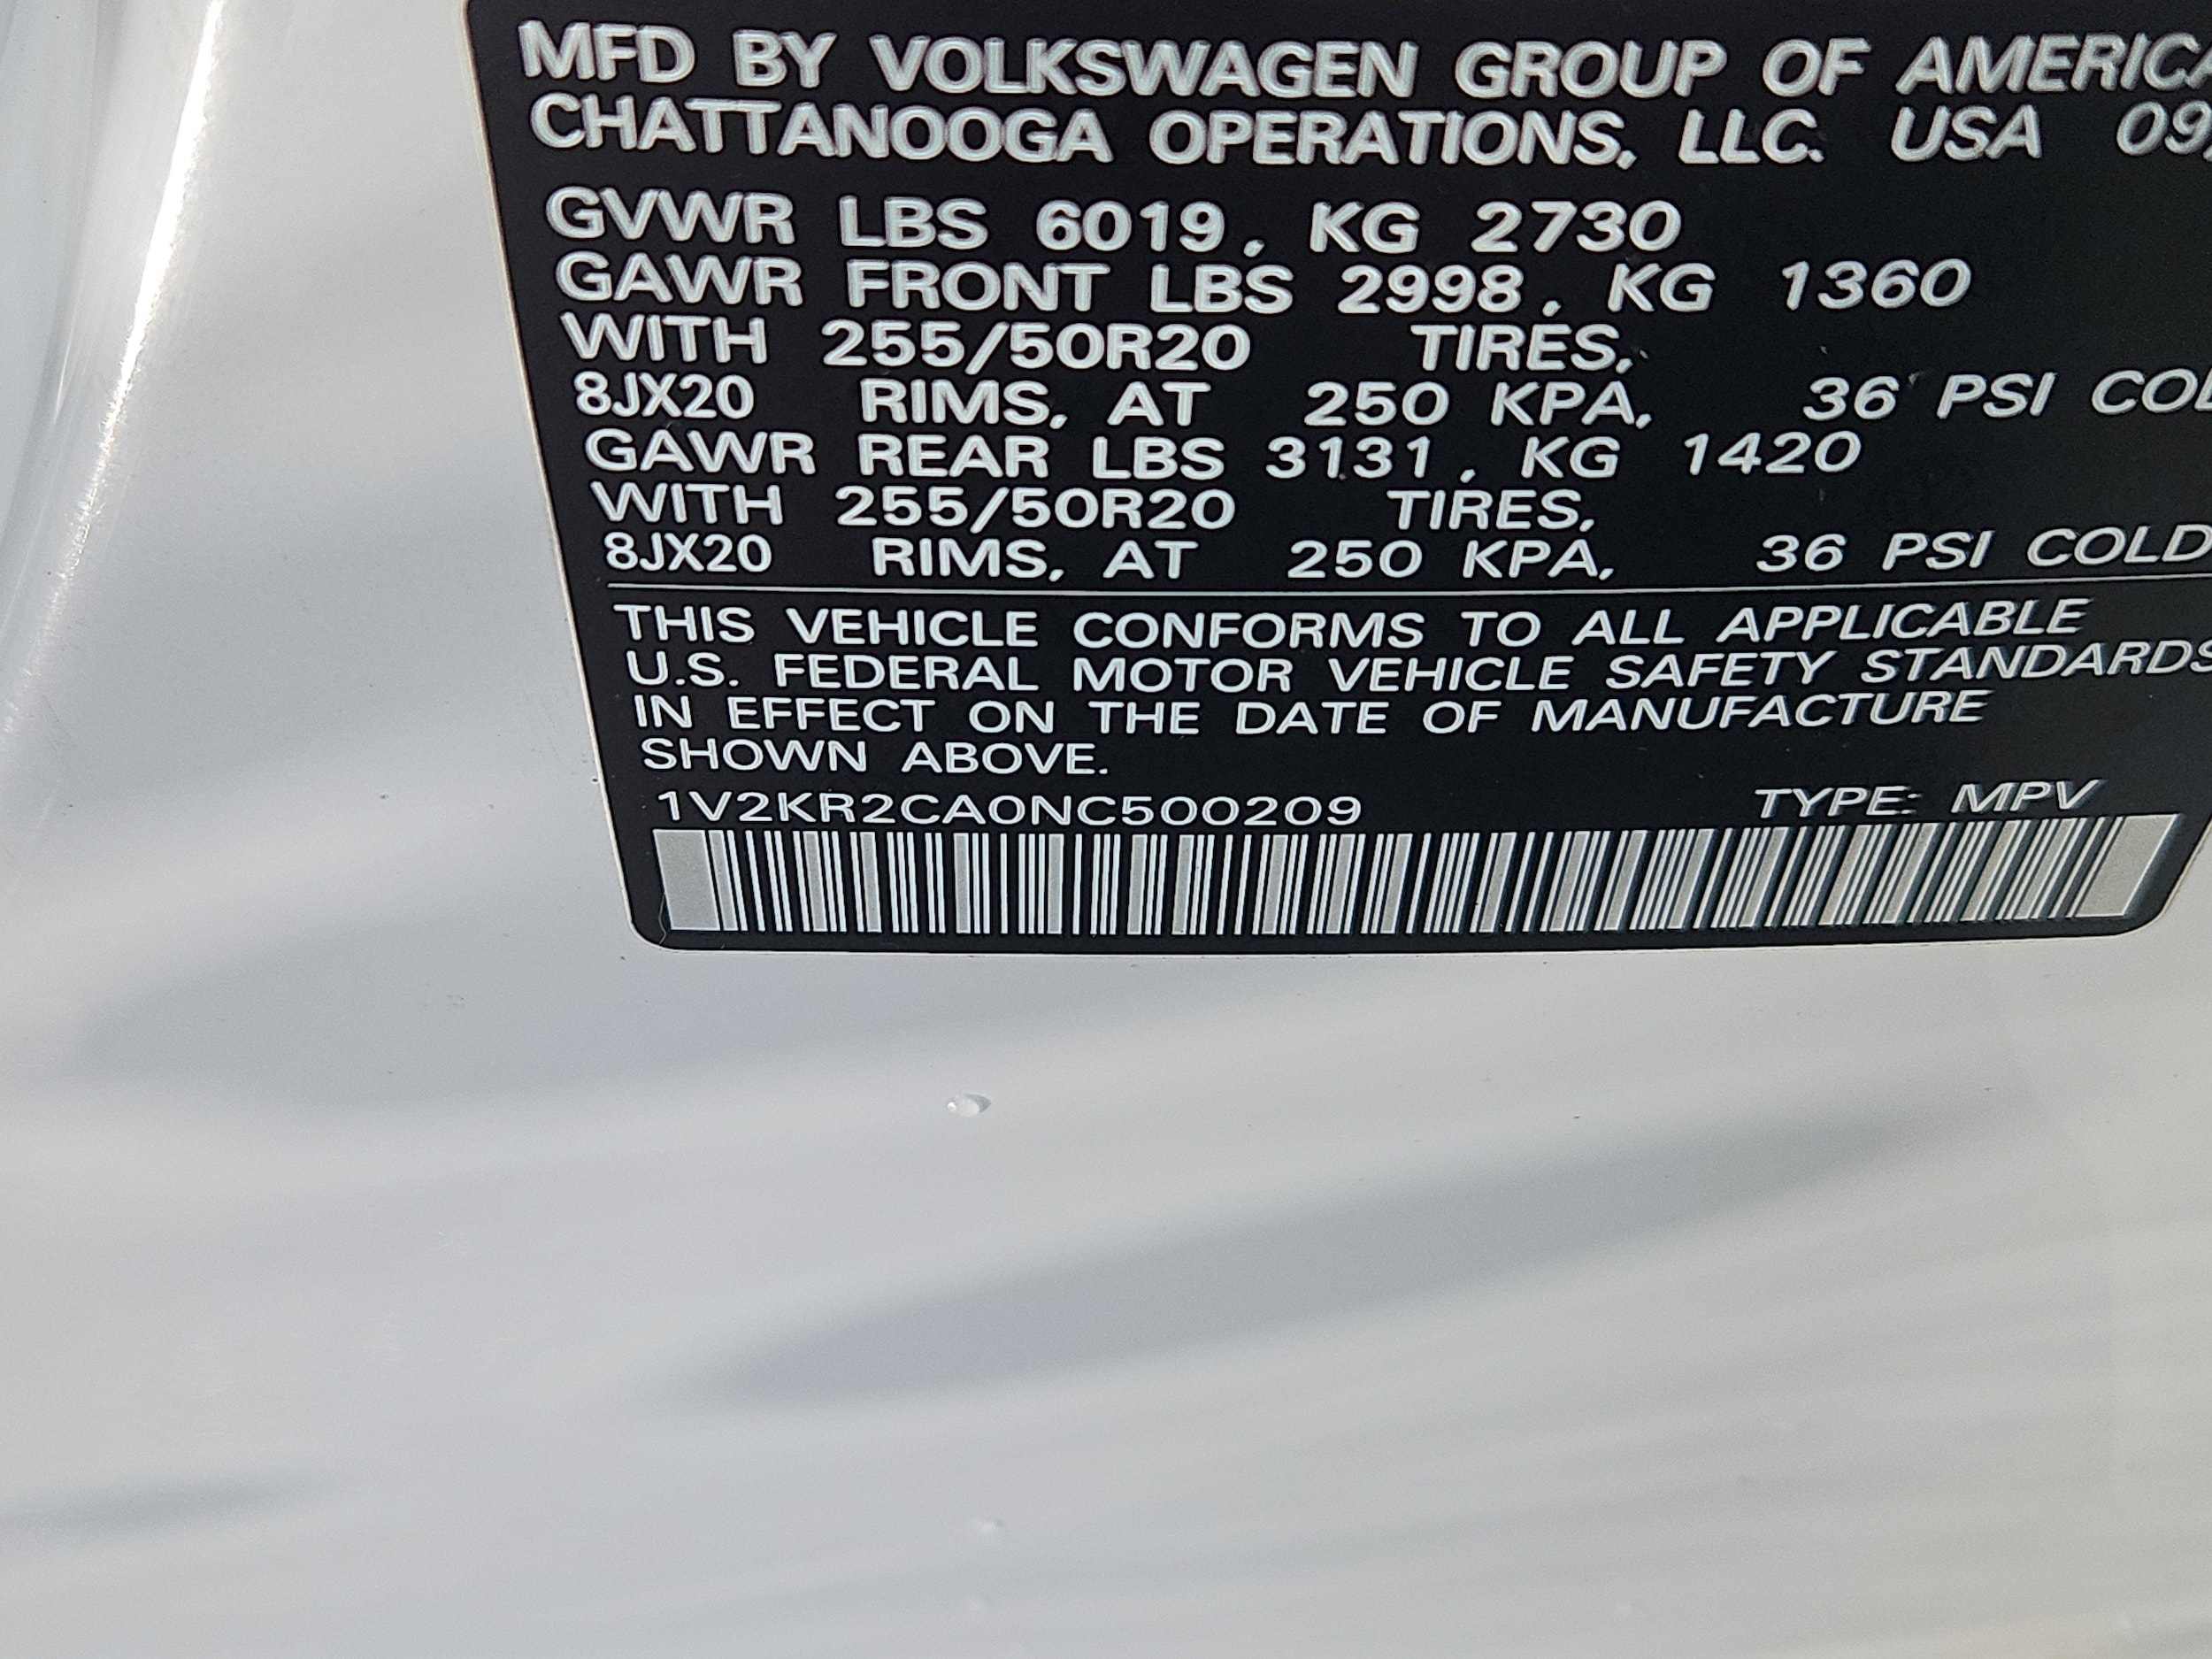 MFD BY VOLKSWAGEN GROUP OF AMERICA
CHATTANOOGA OPERATIONS, LLC. USA 09
GVWR LBS 6019, KG 2730
GAWR FRONT LBS 2998, KG 1360
WITH 255/50R20 TIRES,
8JX20 RIMS, AT 250 KPA, 36 PSI COL
GAWR REAR LBS 3131, KG 1420
WITH 255/50R20 TIRES,
8JX20 RIMS, AT 250 KPA, 36 PSI COLD
THIS VEHICLE CONFORMS TO ALL APPLICABLE
U.S. FEDERAL MOTOR VEHICLE SAFETY STANDARDS
IN EFFECT ON THE DATE OF MANUFACTURE
SHOWN ABOVE.
1V2KR2CA0NC500209 TYPE: MPV